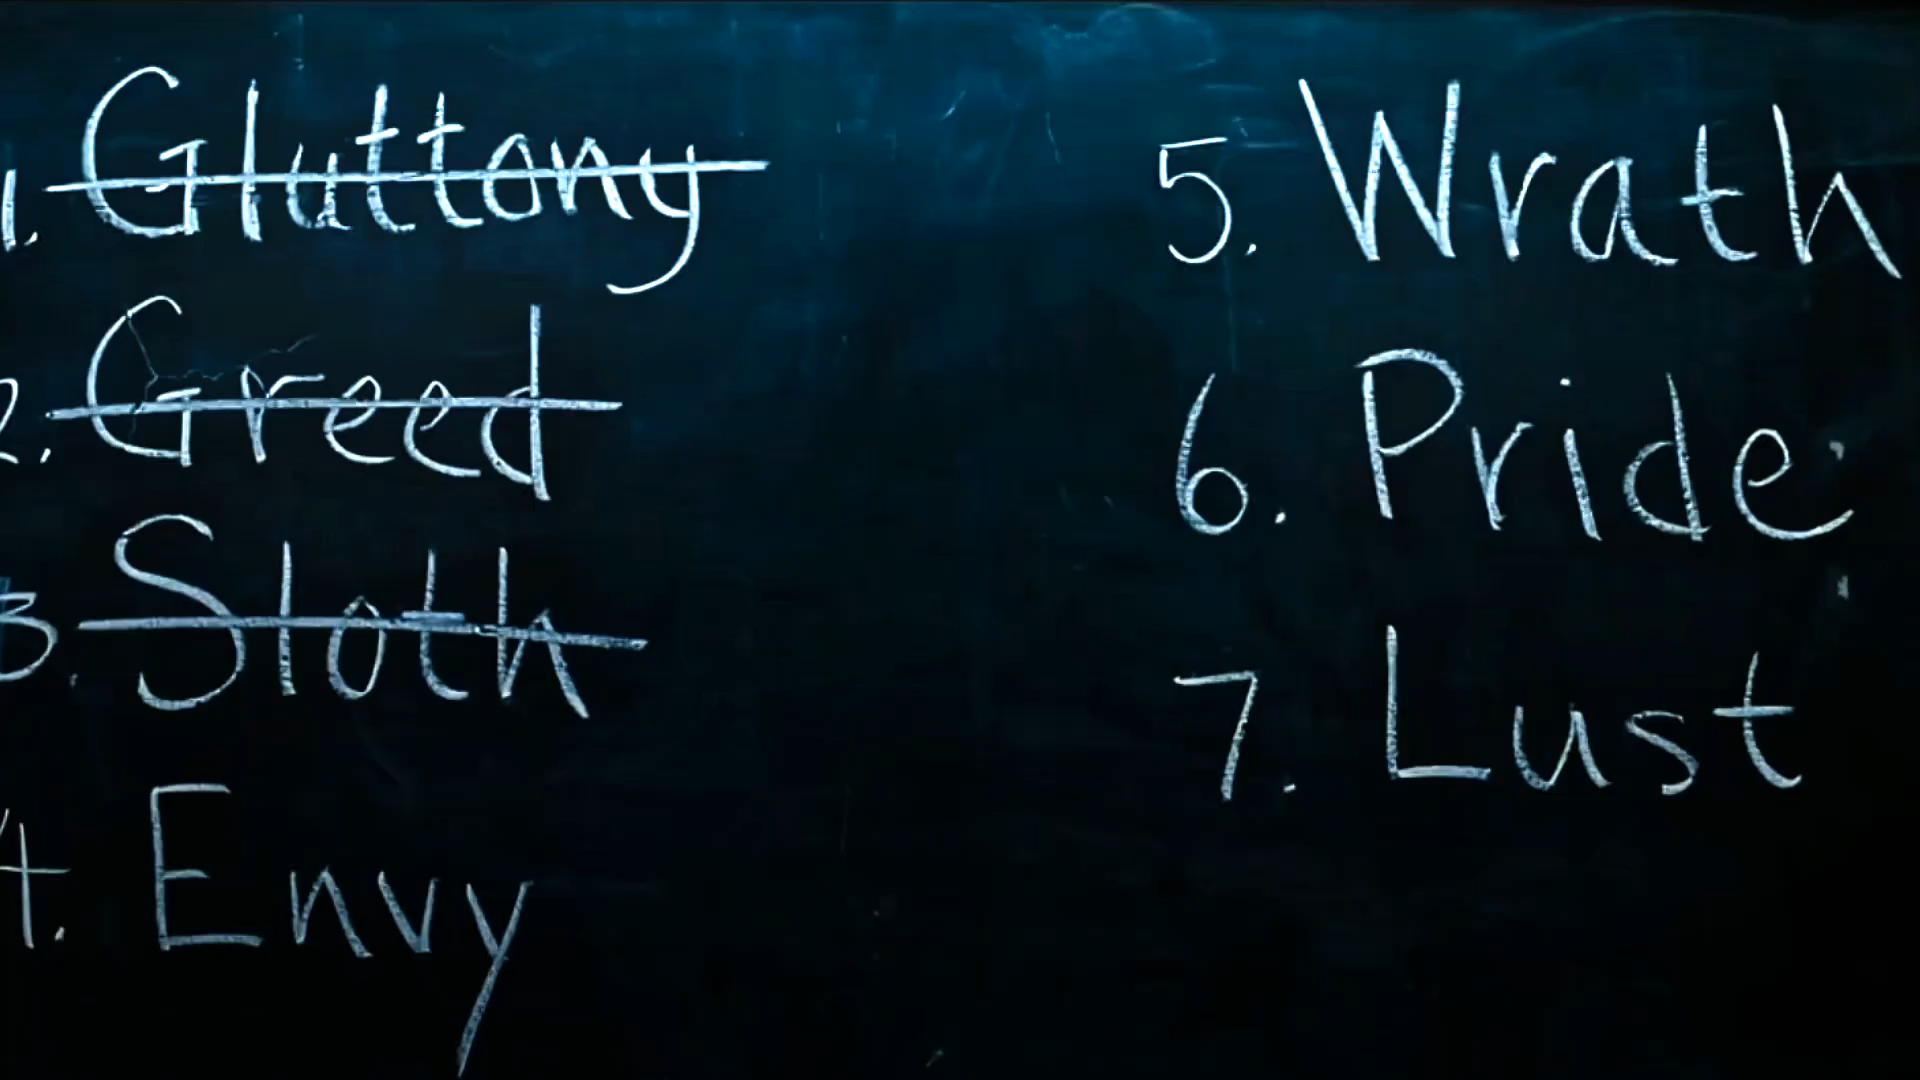 1. Gluttony
2. Greed
3. Sloth
4. Envy
5. Wrath
6. Pride
7. Lust